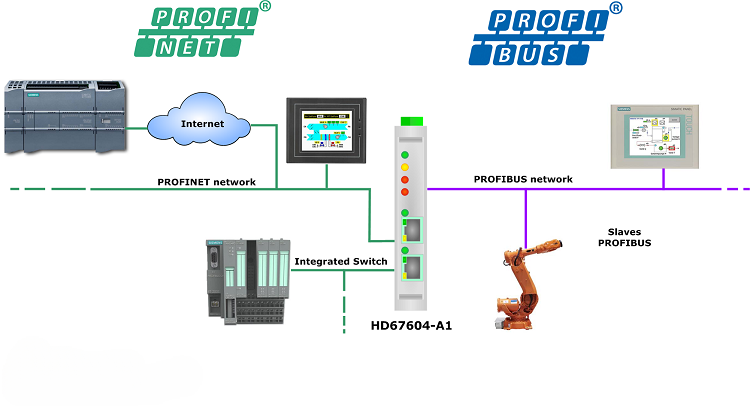 PROFI®
NET
PROFI®
BUS
Internet
PROFINET network
PROFIBUS network
Slaves
PROFIBUS
Integrated Switch
HD67604-A1